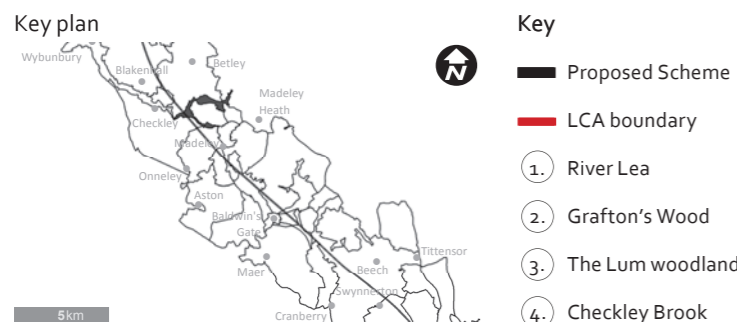 Key plan
Wybunbury
Blakenhall
Betley
N
Madeley
Heath
Checkley
Madeley
Onneley
Aston
Baldwin's
Gate
Maer
Tittensor
Beech
Swynnerton
Cranberry
5km
Key
Proposed Scheme
LCA boundary
1. River Lea
2. Grafton's Wood
3. The Lum woodland
4. Checkley Brook